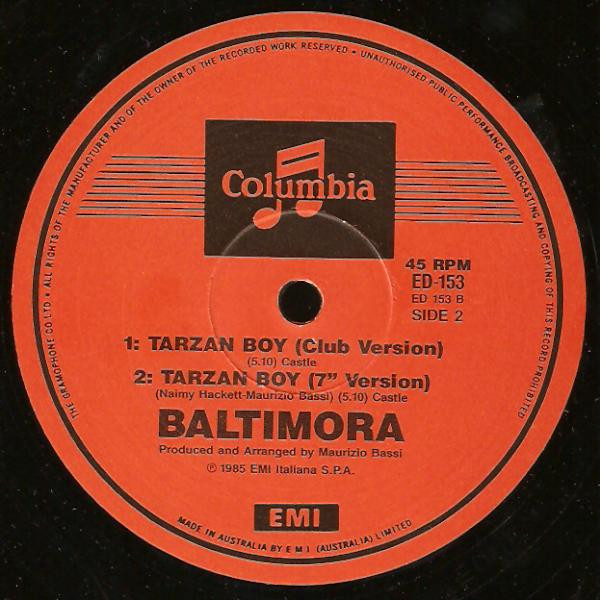 THE GRAMOPHONE CO LTD • ALL RIGHTS OF THE MANUFACTURER AND OF THE OWNER OF THE RECORDED WORK RESERVED • UNAUTHORISED PUBLIC PERFORMANCE BROADCASTING AND COPYING OF THIS RECORD PROHIBITED
Columbia
45 RPM
ED-153
ED 153 B
SIDE 2
1: TARZAN BOY (Club Version)
(5.10) Castle
2: TARZAN BOY (7" Version)
(Naimy Hackett-Maurizio Bassi) (5.10) Castle
BALTIMORA
Produced and Arranged by Maurizio Bassi
℗ 1985 EMI Italiana S.P.A.
EMI
MADE IN AUSTRALIA BY E M I (AUSTRALIA) LIMITED